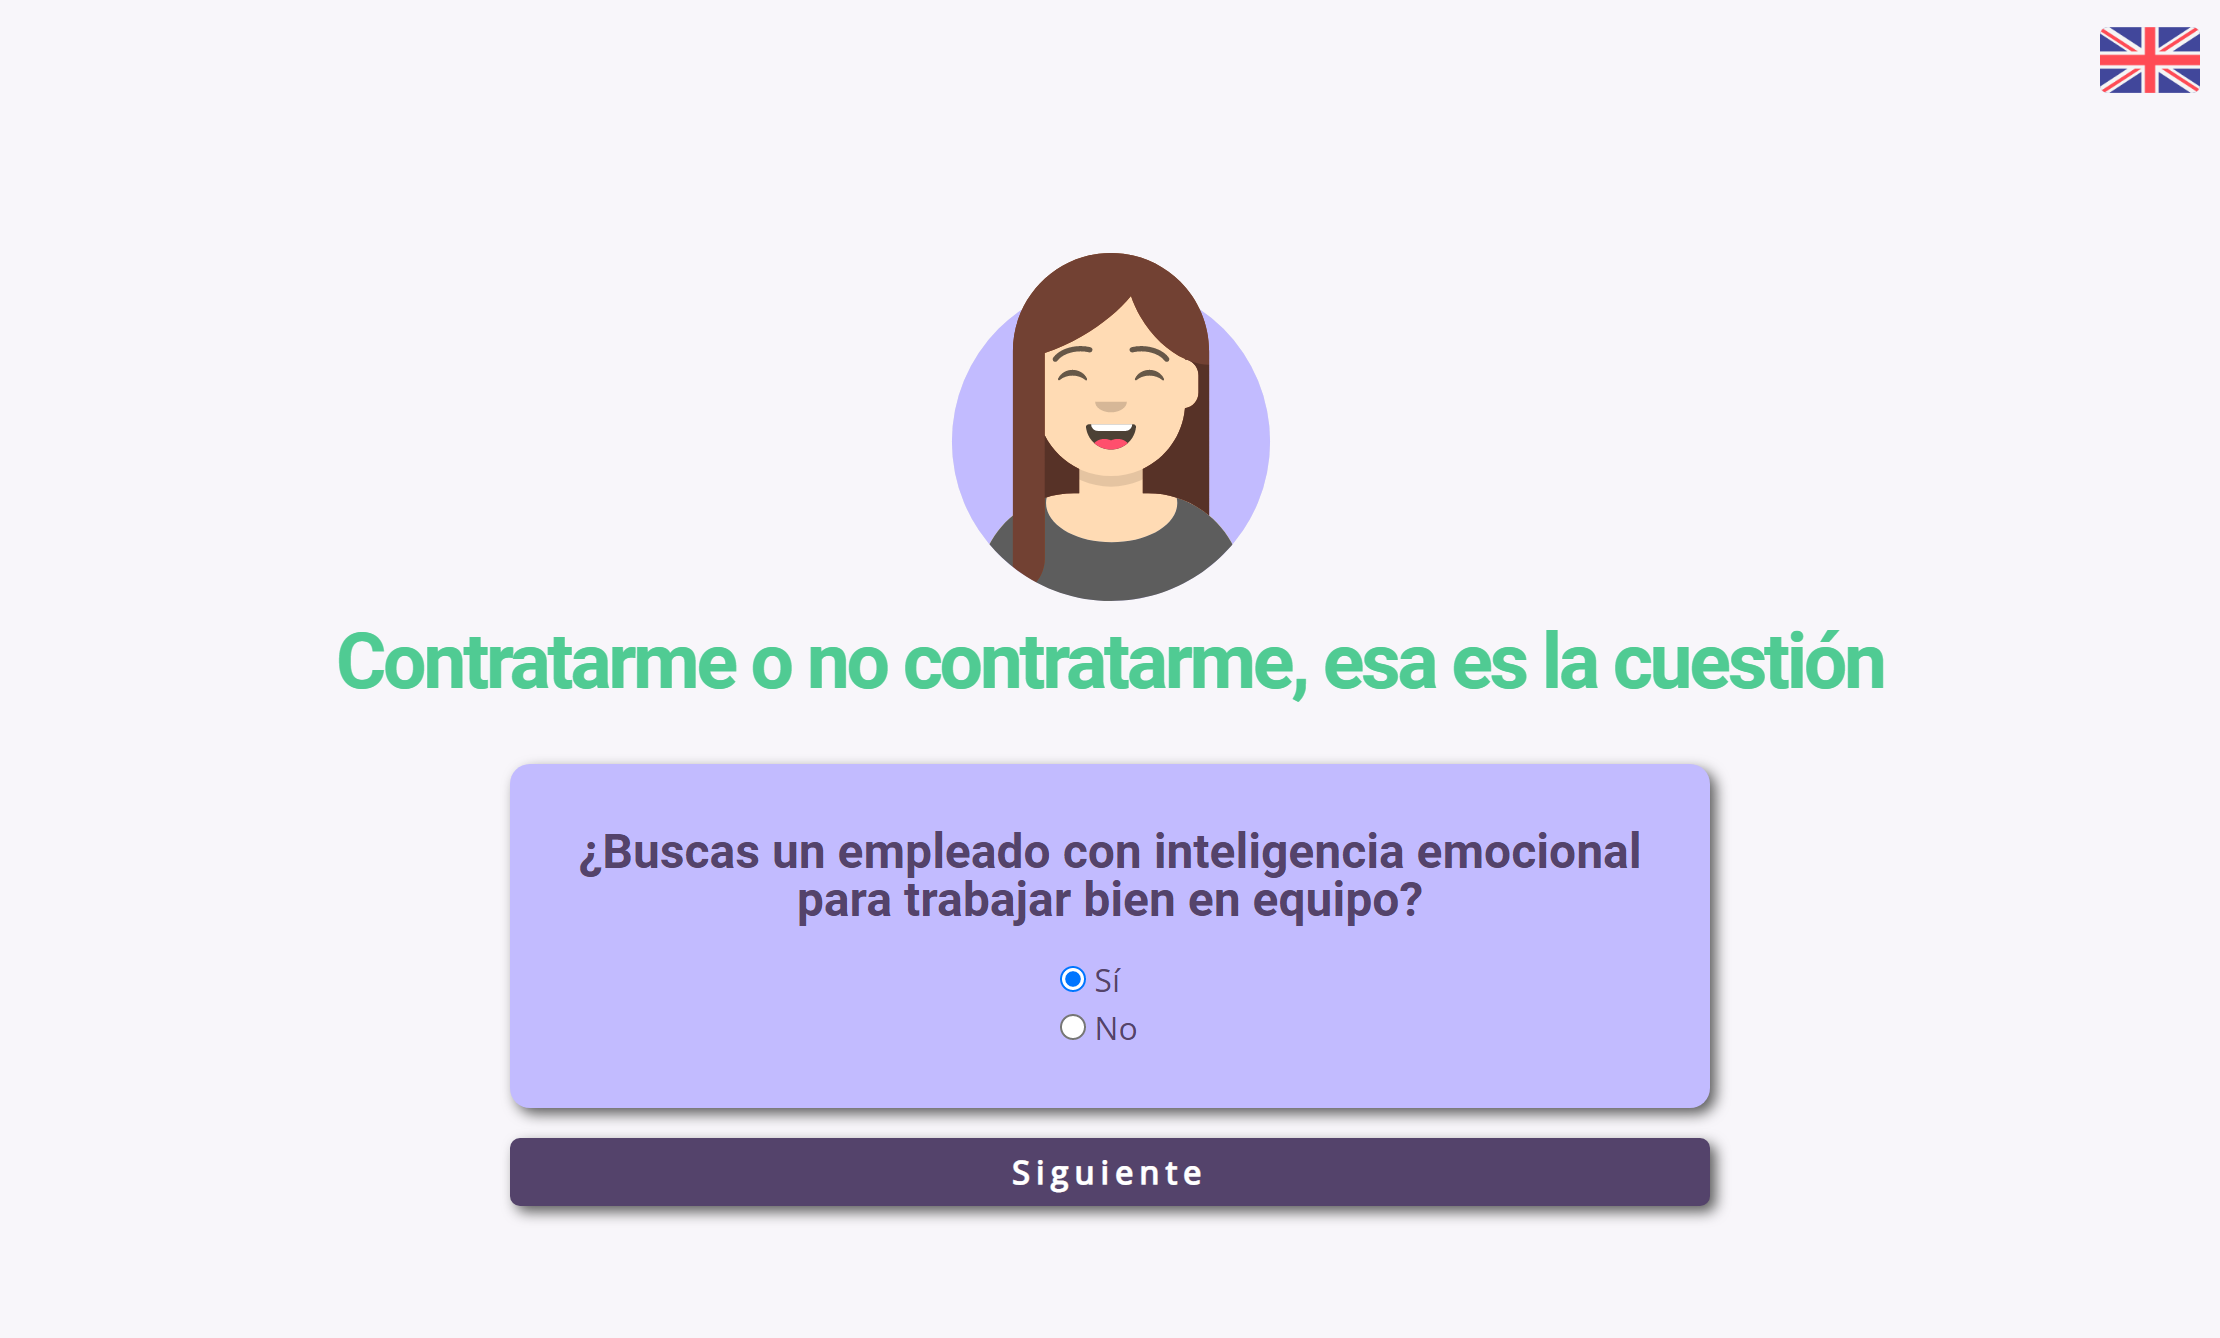 Contratarme o no contratarme, esa es la cuestión
¿Buscas un empleado con inteligencia emocional
para trabajar bien en equipo?
Sí
No
Siguiente